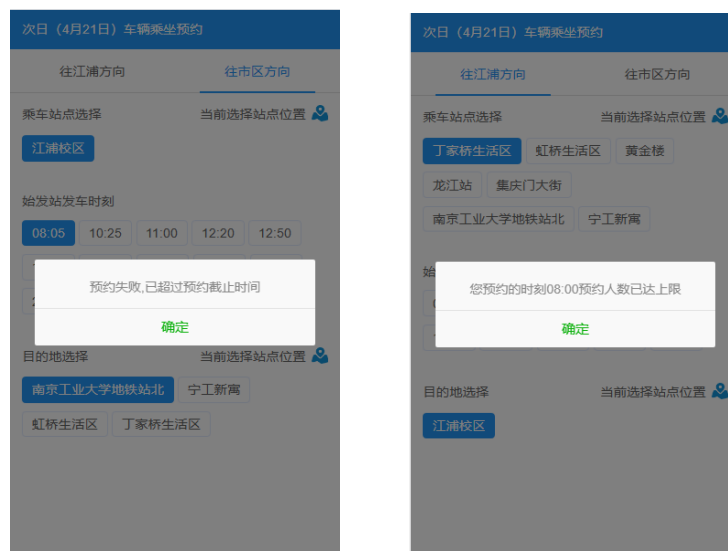 次日（4月21日）车辆乘坐预约
往江浦方向 往市区方向
乘车站点选择 当前选择站点位置
江浦校区
始发站发车时刻
08:05 10:25 11:00 12:20 12:50
预约失败,已超过预约截止时间
确定
目的地选择 当前选择站点位置
南京工业大学地铁站北 宁工新寓
虹桥生活区 丁家桥生活区
次日（4月21日）车辆乘坐预约
往江浦方向 往市区方向
乘车站点选择 当前选择站点位置
丁家桥生活区 虹桥生活区 黄金楼
龙江站 集庆门大街
南京工业大学地铁站北 宁工新寓
始
您预约的时刻08:00预约人数已达上限
确定
目的地选择 当前选择站点位置
江浦校区